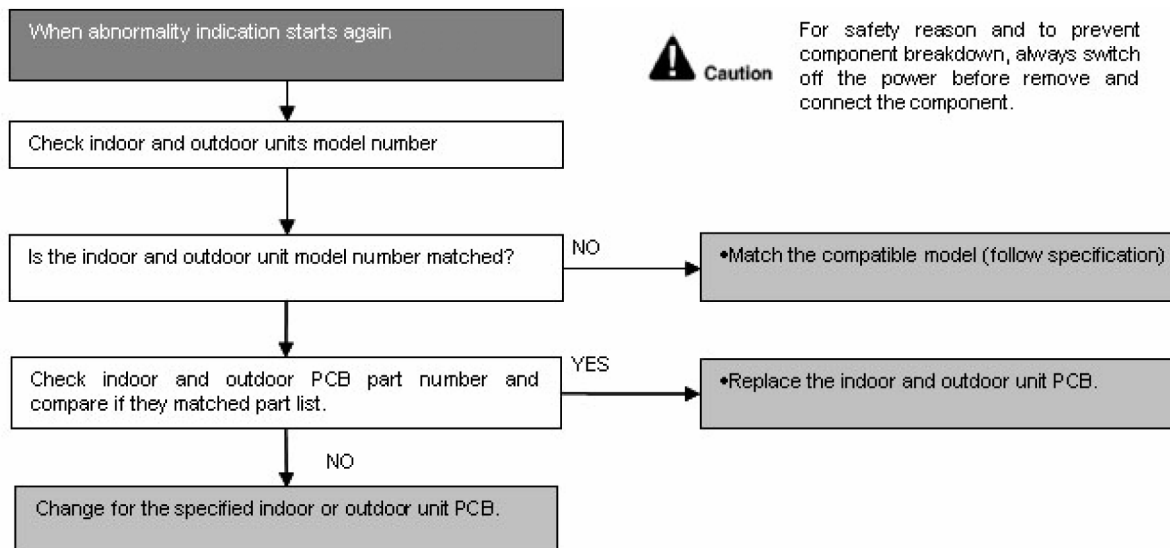 When abnormality indication starts again
Caution
For safety reason and to prevent
component breakdown, always switch
off the power before remove and
connect the component.
Check indoor and outdoor units model number
Is the indoor and outdoor unit model number matched?
NO
•Match the compatible model (follow specification)
Check indoor and outdoor PCB part number and
compare if they matched part list.
YES
•Replace the indoor and outdoor unit PCB.
NO
Change for the specified indoor or outdoor unit PCB.